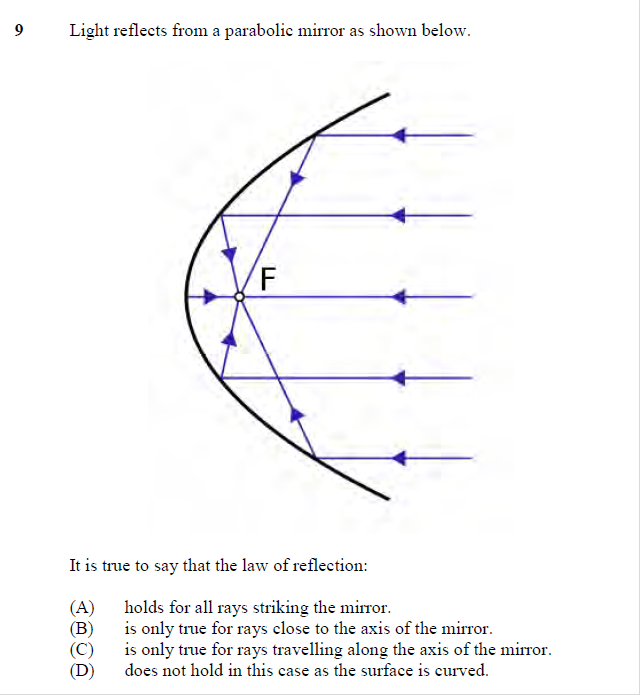 9 Light reflects from a parabolic mirror as shown below.
F
It is true to say that the law of reflection:
(A) holds for all rays striking the mirror.
(B) is only true for rays close to the axis of the mirror.
(C) is only true for rays travelling along the axis of the mirror.
(D) does not hold in this case as the surface is curved.